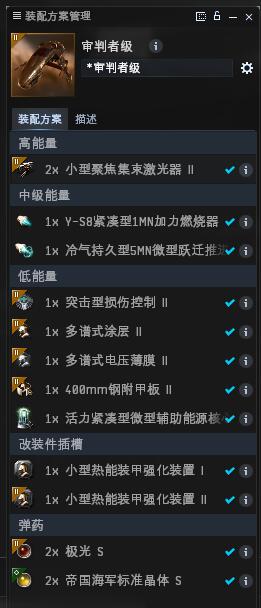 装配方案管理
审判者级
*审判者级
装配方案 描述
高能量
2x 小型聚焦集束激光器 II
中级能量
1x Y-S8紧凑型1MN加力燃烧器
1x 冷气持久型5MN微型跃迁推进
低能量
1x 突击型损伤控制 II
1x 多谱式涂层 II
1x 多谱式电压薄膜 II
1x 400mm钢附甲板 II
1x 活力紧凑型微型辅助能源核心
改装件插槽
1x 小型热能装甲强化装置 I
1x 小型热能装甲强化装置 II
弹药
2x 极光 S
2x 帝国海军标准晶体 S